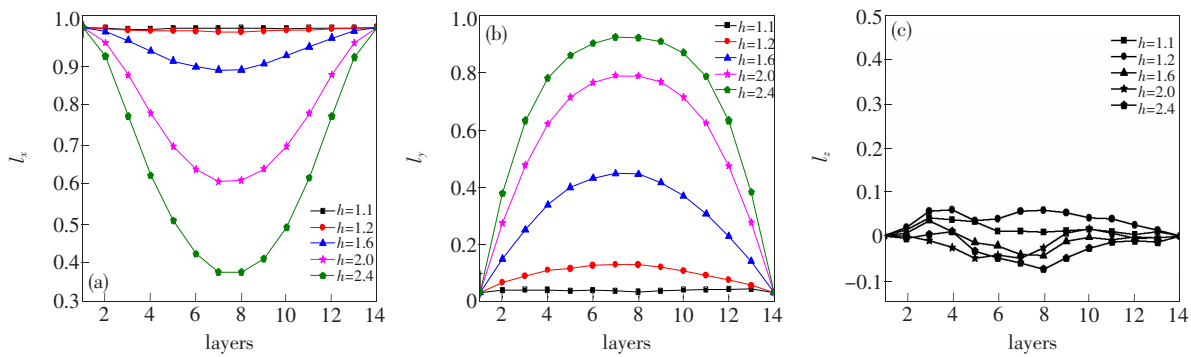 (a)
l_x
1.0
0.9
0.8
0.7
0.6
0.5
0.4
0.3
2 4 6 8 10 12 14
layers
h=1.1
h=1.2
h=1.6
h=2.0
h=2.4
(b)
l_y
1.0
0.8
0.6
0.4
0.2
0
2 4 6 8 10 12 14
layers
h=1.1
h=1.2
h=1.6
h=2.0
h=2.4
(c)
l_z
0.5
0.4
0.3
0.2
0.1
0
−0.1
2 4 6 8 10 12 14
layers
h=1.1
h=1.2
h=1.6
h=2.0
h=2.4